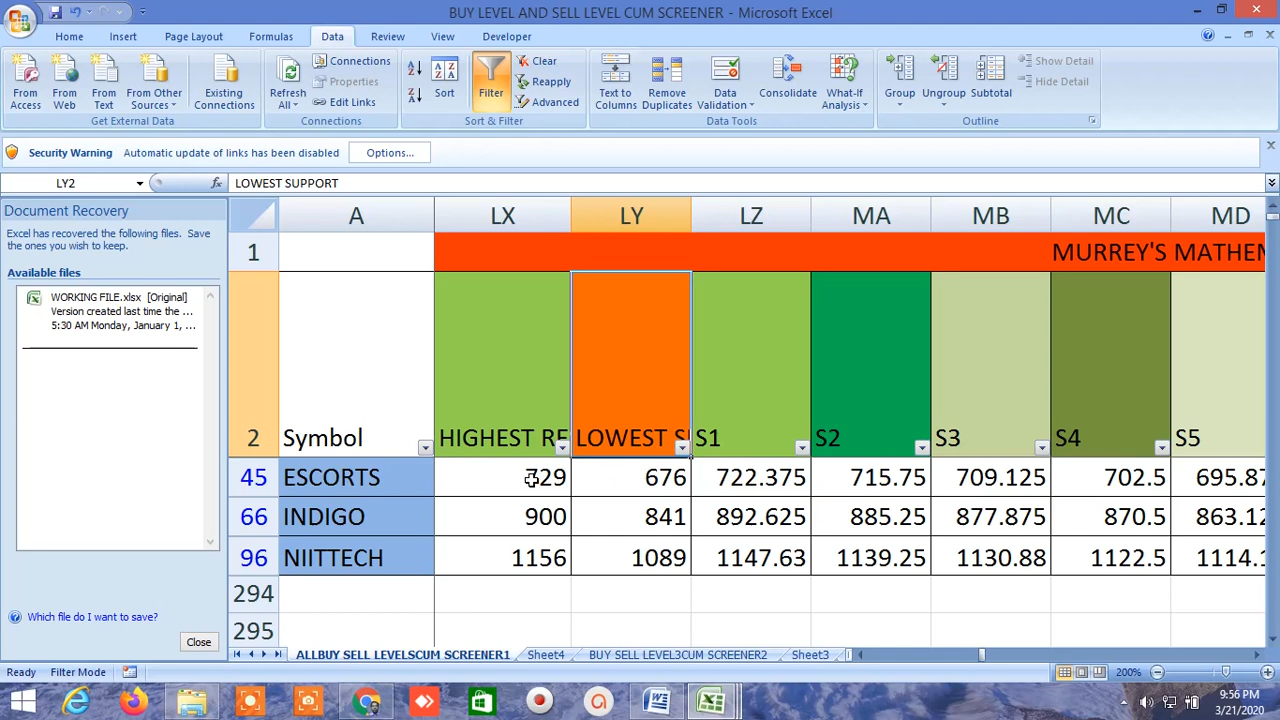 BUY LEVEL AND SELL LEVEL CUM SCREENER - Microsoft Excel
Home Insert Page Layout Formulas Data Review View Developer
From Access
From Web
From Text
From Other Sources
Existing Connections
Get External Data
Refresh All
Connections
Properties
Edit Links
Connections
Sort
Filter
Clear
Reapply
Advanced
Sort & Filter
Text to Columns
Remove Duplicates
Data Validation
Consolidate
What-If Analysis
Data Tools
Group
Ungroup
Subtotal
Show Detail
Hide Detail
Outline
Security Warning Automatic update of links has been disabled Options...
LY2 fx LOWEST SUPPORT
Document Recovery
Excel has recovered the following files. Save
the ones you wish to keep.
Available files
WORKING FILE.xlsx [Original]
Version created last time the ...
5:30 AM Monday, January 1, ...
Which file do I want to save?
Close
A LX LY LZ MA MB MC MD
1 MURREY'S MATHEM
2 Symbol HIGHEST RE LOWEST S S1 S2 S3 S4 S5
45 ESCORTS 729 676 722.375 715.75 709.125 702.5 695.87
66 INDIGO 900 841 892.625 885.25 877.875 870.5 863.12
96 NIITTECH 1156 1089 1147.63 1139.25 1130.88 1122.5 1114.1
294
295
ALLBUY SELL LEVELSCUM SCREENER1 Sheet4 BUY SELL LEVEL3CUM SCREENER2 Sheet3
Ready Filter Mode 200%
9:56 PM
3/21/2020